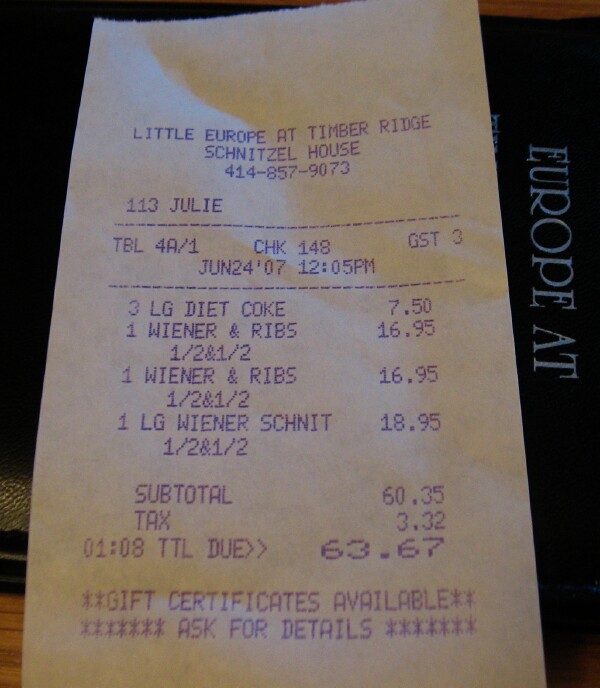 LITTLE EUROPE AT TIMBER RIDGE
SCHNITZEL HOUSE
414-857-9073
113 JULIE
TBL 4A/1 CHK 148 GST 3
JUN24'07 12:05PM
3 LG DIET COKE 7.50
1 WIENER & RIBS 16.95
1/2&1/2
1 WIENER & RIBS 16.95
1/2&1/2
1 LG WIENER SCHNIT 18.95
1/2&1/2
SUBTOTAL 60.35
TAX 3.32
01:08 TTL DUE>> 63.67
**GIFT CERTIFICATES AVAILABLE**
******* ASK FOR DETAILS *******
EUROPE AT